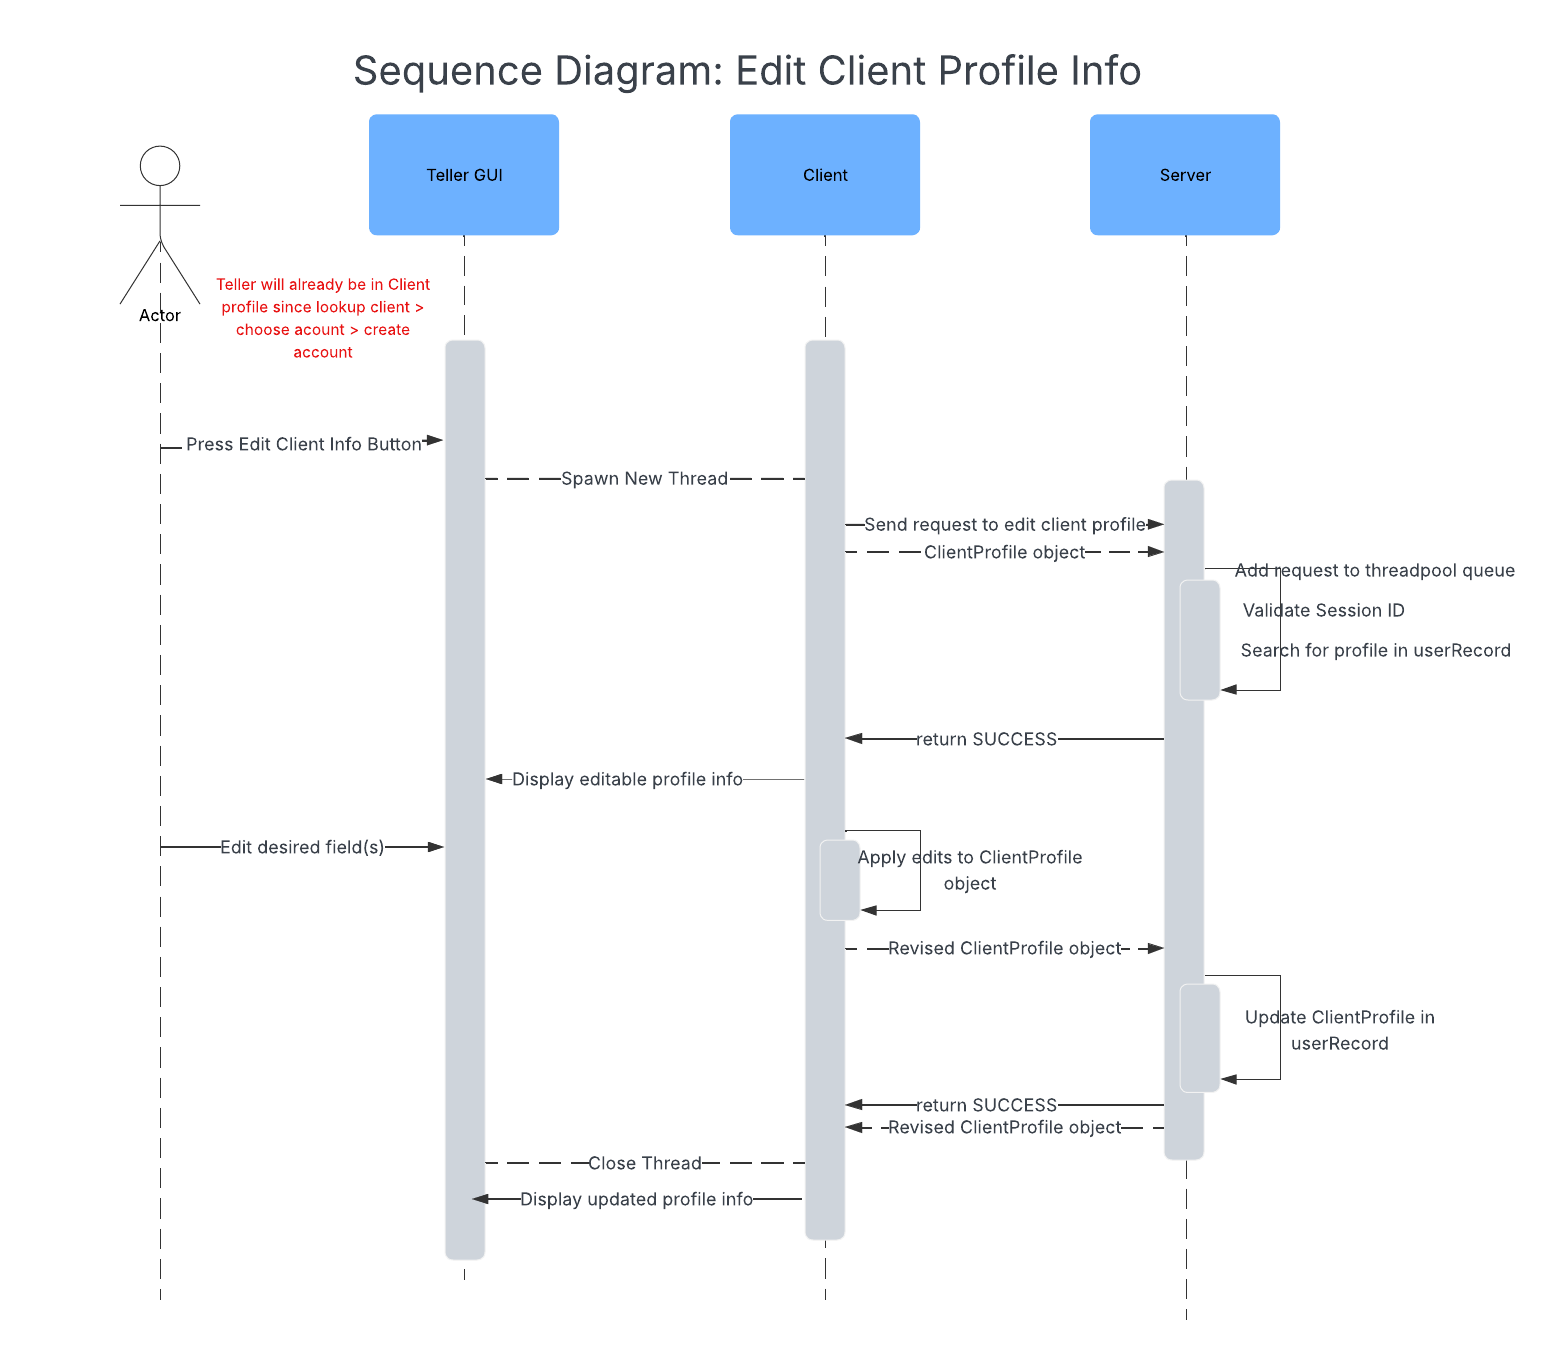 Sequence Diagram: Edit Client Profile Info
Teller GUI
Client
Server
Actor
Teller will already be in Client
profile since lookup client >
choose acount > create
account
Press Edit Client Info Button
Spawn New Thread
Send request to edit client profile
ClientProfile object
Add request to threadpool queue
Validate Session ID
Search for profile in userRecord
return SUCCESS
Display editable profile info
Edit desired field(s)
Apply edits to ClientProfile
object
Revised ClientProfile object
Update ClientProfile in
userRecord
return SUCCESS
Revised ClientProfile object
Close Thread
Display updated profile info